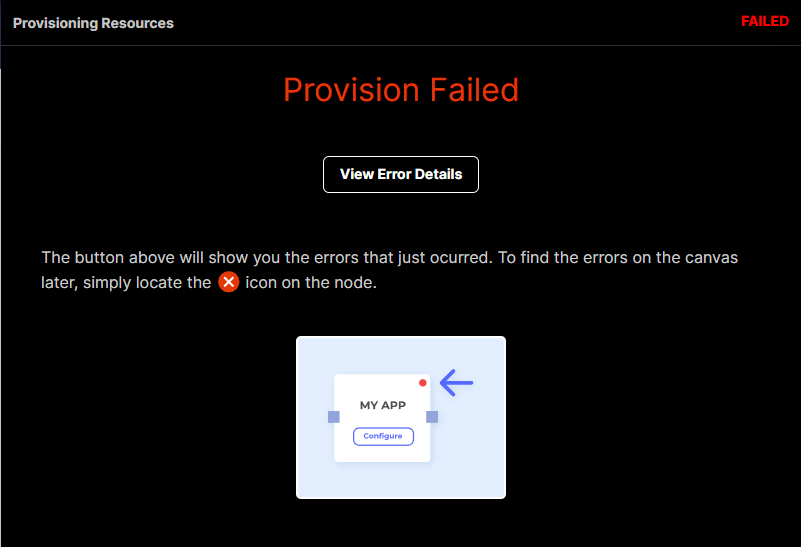 Provisioning Resources
FAILED
Provision Failed
View Error Details
The button above will show you the errors that just ocurred. To find the errors on the canvas
later, simply locate the icon on the node.
MY APP
Configure